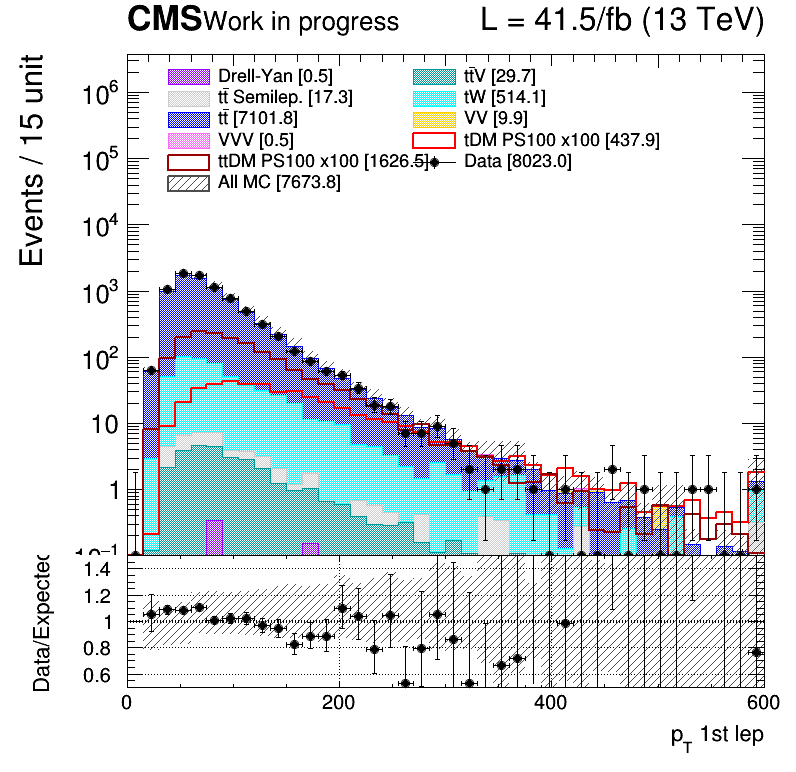 CMS Work in progress L = 41.5/fb (13 TeV)
Events / 15 unit
Drell-Yan [0.5] tt̄V [29.7]
tt̄ Semilep. [17.3] tW [514.1]
tt̄ [7101.8] VV [9.9]
VVV [0.5] tDM PS100 x100 [437.9]
ttDM PS100 x100 [1626.5] Data [8023.0]
All MC [7673.8]
10⁶
10⁵
10⁴
10³
10²
10
1
10⁻¹
Data/Expected
1.4
1.2
1
0.8
0.6
0 200 400 600
p_T 1st lep